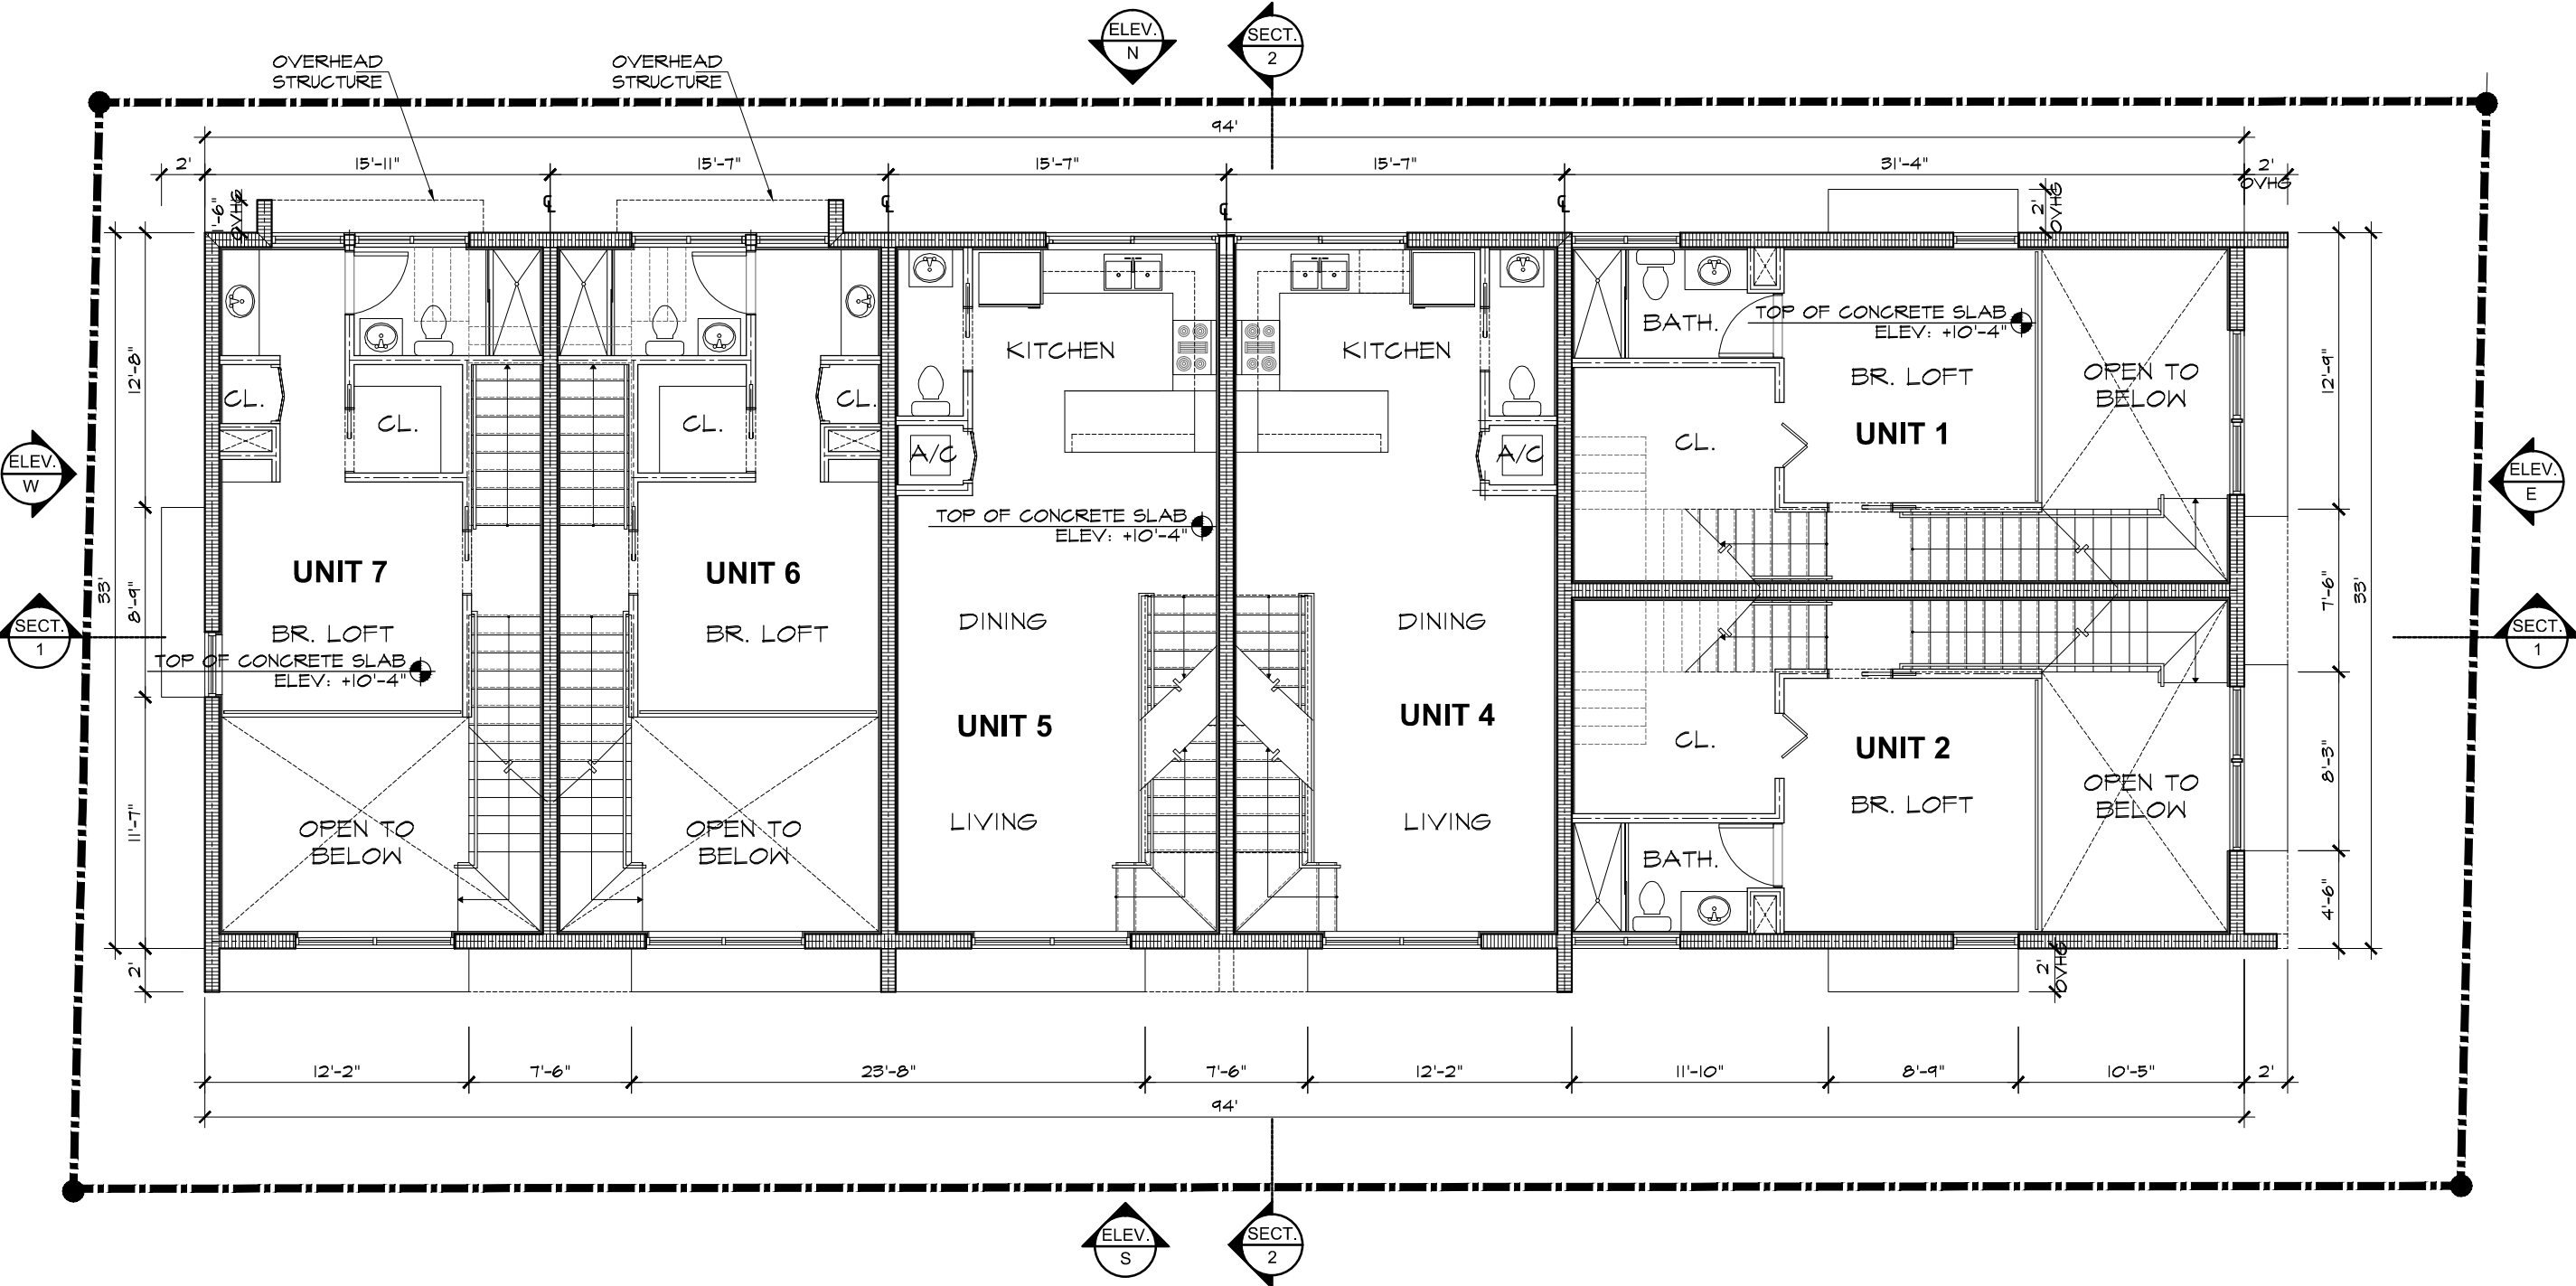 ELEV.
N
SECT.
2
OVERHEAD
STRUCTURE
OVERHEAD
STRUCTURE
94'
2'
15'-11"
15'-7"
15'-7"
15'-7"
31'-4"
2'
OVHG
1'-6"
OVHG
℄
℄
℄
℄
2'
OVHG
BATH.
TOP OF CONCRETE SLAB
ELEV: +10'-4"
KITCHEN
KITCHEN
BR. LOFT
OPEN TO
BELOW
12'-8"
12'-9"
CL.
CL.
CL.
CL.
UNIT 1
CL.
A/C
A/C
ELEV.
W
ELEV.
E
TOP OF CONCRETE SLAB
ELEV: +10'-4"
UNIT 7
UNIT 6
33'
8'-9"
7'-6"
33'
SECT.
1
DINING
DINING
SECT.
1
BR. LOFT
BR. LOFT
TOP OF CONCRETE SLAB
ELEV: +10'-4"
UNIT 5
UNIT 4
CL.
UNIT 2
8'-3"
OPEN TO
BELOW
BR. LOFT
11'-7"
OPEN TO
BELOW
OPEN TO
BELOW
LIVING
LIVING
BATH.
4'-6"
2'
2'
OVHG
12'-2"
7'-6"
23'-8"
7'-6"
12'-2"
11'-10"
8'-9"
10'-5"
2'
94'
ELEV.
S
SECT.
2